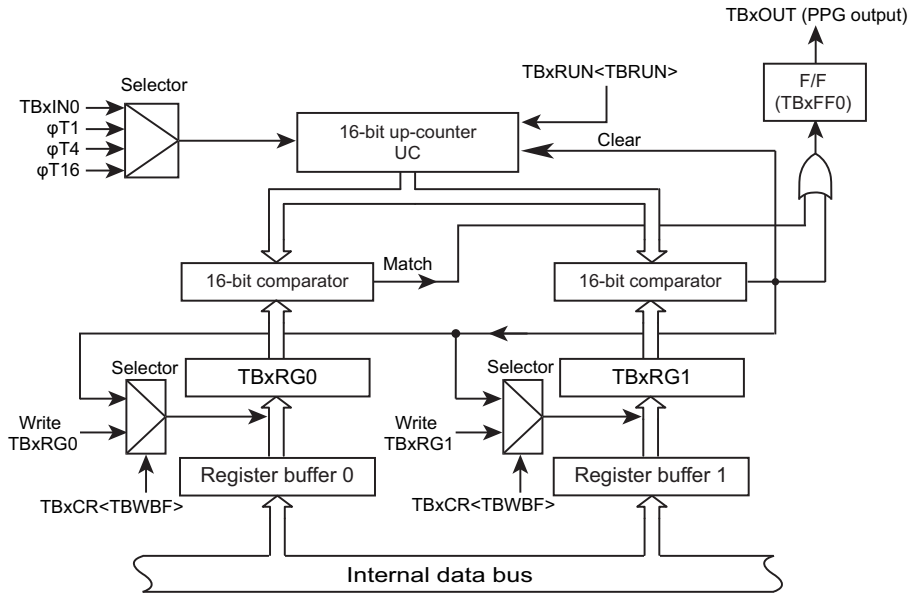 TBxOUT (PPG output)
Selector
TBxRUN<TBRUN>
F/F
(TBxFF0)
TBxIN0
φT1
φT4
φT16
16-bit up-counter
UC
Clear
16-bit comparator
Match
16-bit comparator
Selector
TBxRG0
Selector
TBxRG1
Write
TBxRG0
Write
TBxRG1
Register buffer 0
Register buffer 1
TBxCR<TBWBF>
TBxCR<TBWBF>
Internal data bus